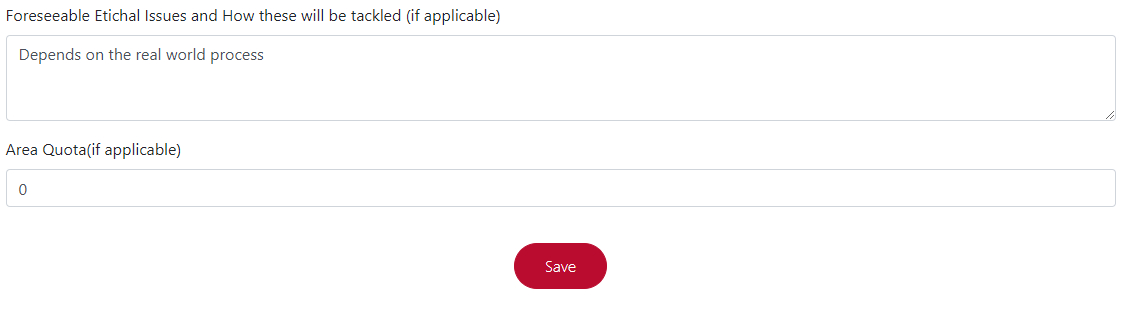 Foreseeable Etichal Issues and How these will be tackled (if applicable)
Depends on the real world process
Area Quota(if applicable)
0
Save